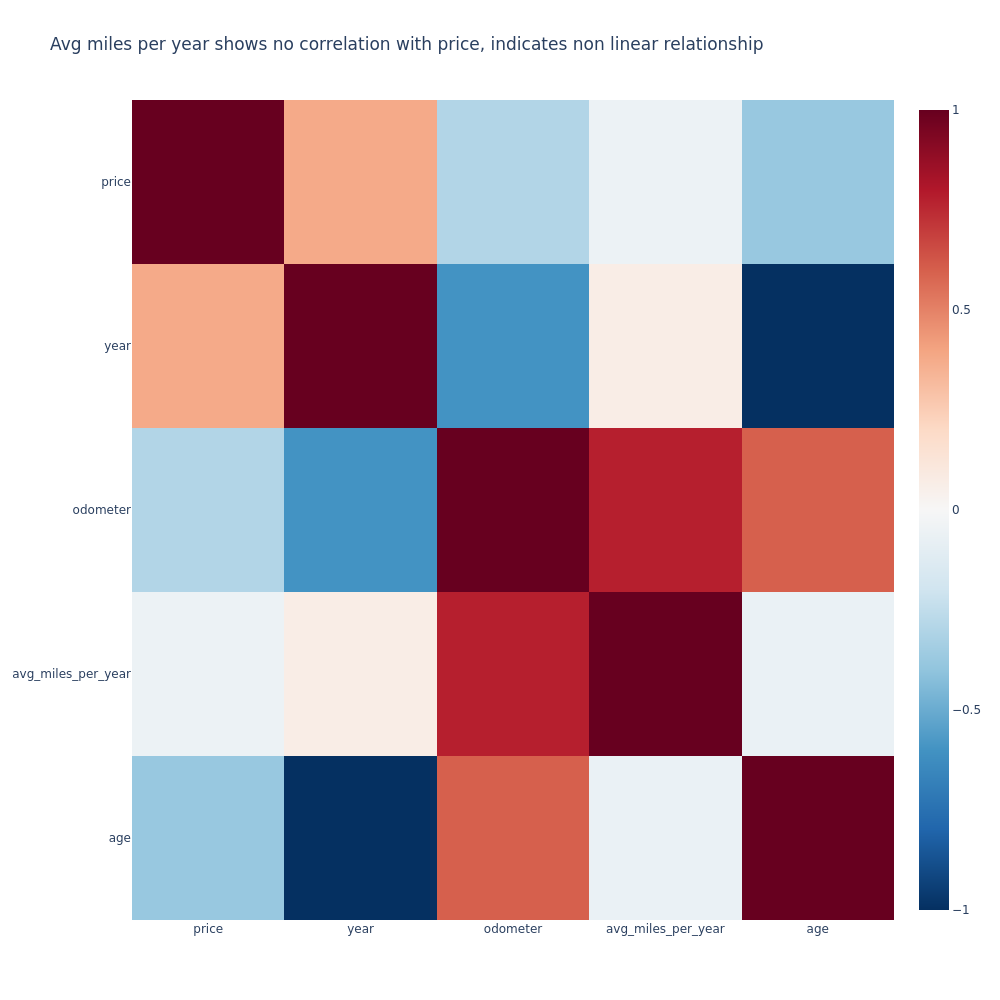 Avg miles per year shows no correlation with price, indicates non linear relationship
price
year
odometer
avg_miles_per_year
age
price
year
odometer
avg_miles_per_year
age
1
0.5
0
−0.5
−1